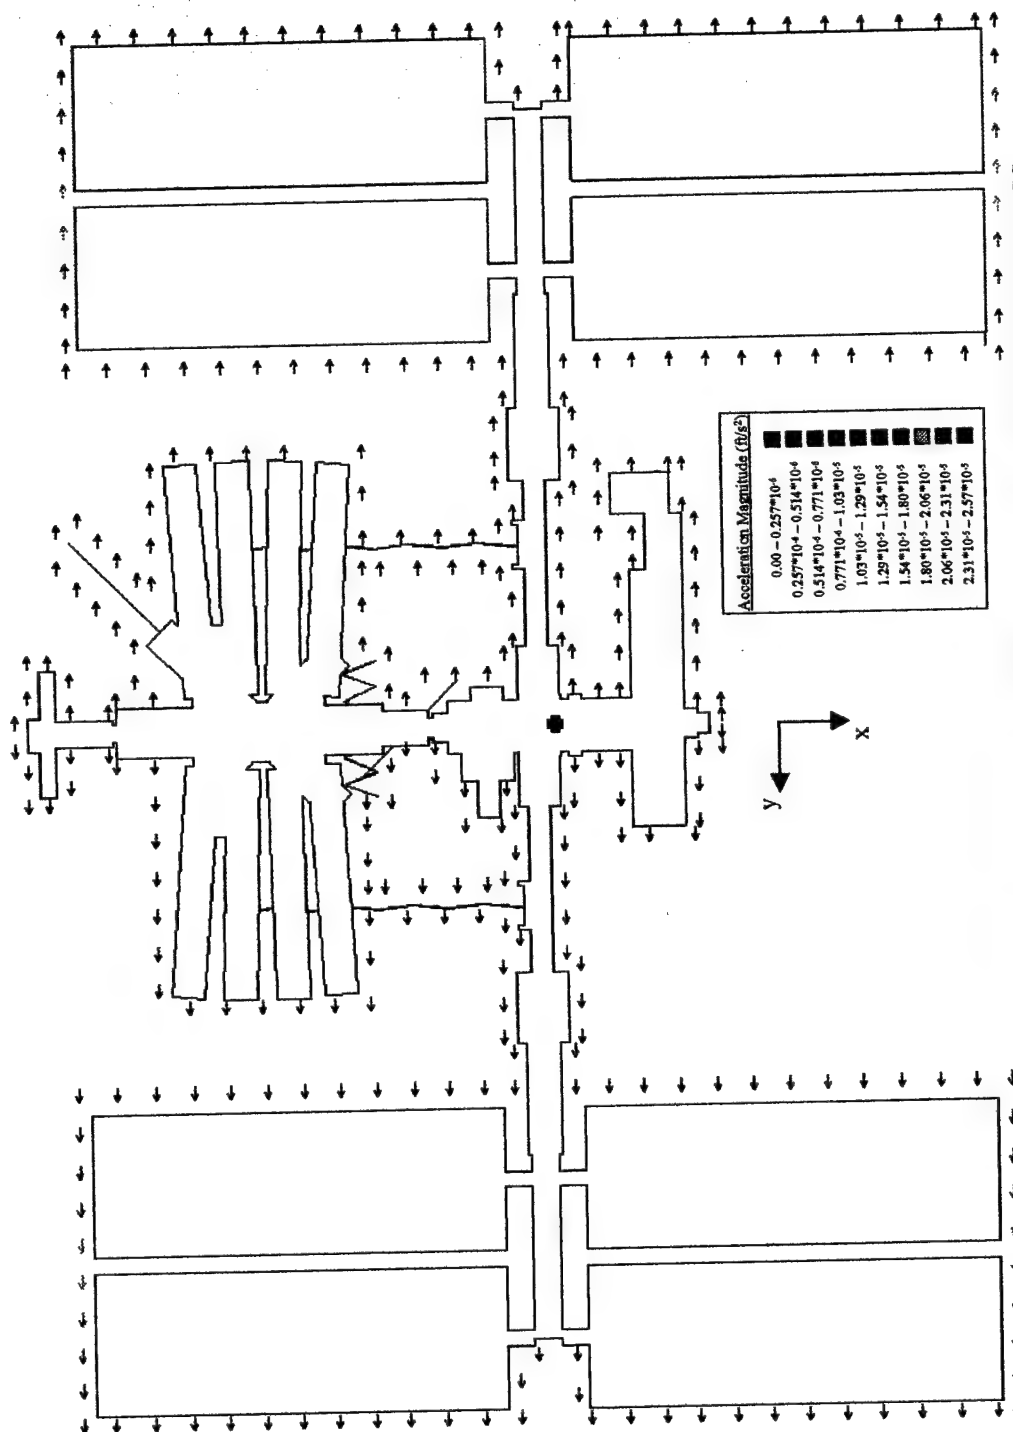 Acceleration Magnitude (ft/s²)
0.00 – 0.257*10⁻⁶
0.257*10⁻⁶ – 0.514*10⁻⁶
0.514*10⁻⁶ – 0.771*10⁻⁶
0.771*10⁻⁶ – 1.03*10⁻⁵
1.03*10⁻⁵ – 1.29*10⁻⁵
1.29*10⁻⁵ – 1.54*10⁻⁵
1.54*10⁻⁵ – 1.80*10⁻⁵
1.80*10⁻⁵ – 2.06*10⁻⁵
2.06*10⁻⁵ – 2.31*10⁻⁵
2.31*10⁻⁵ – 2.57*10⁻⁵
y
x